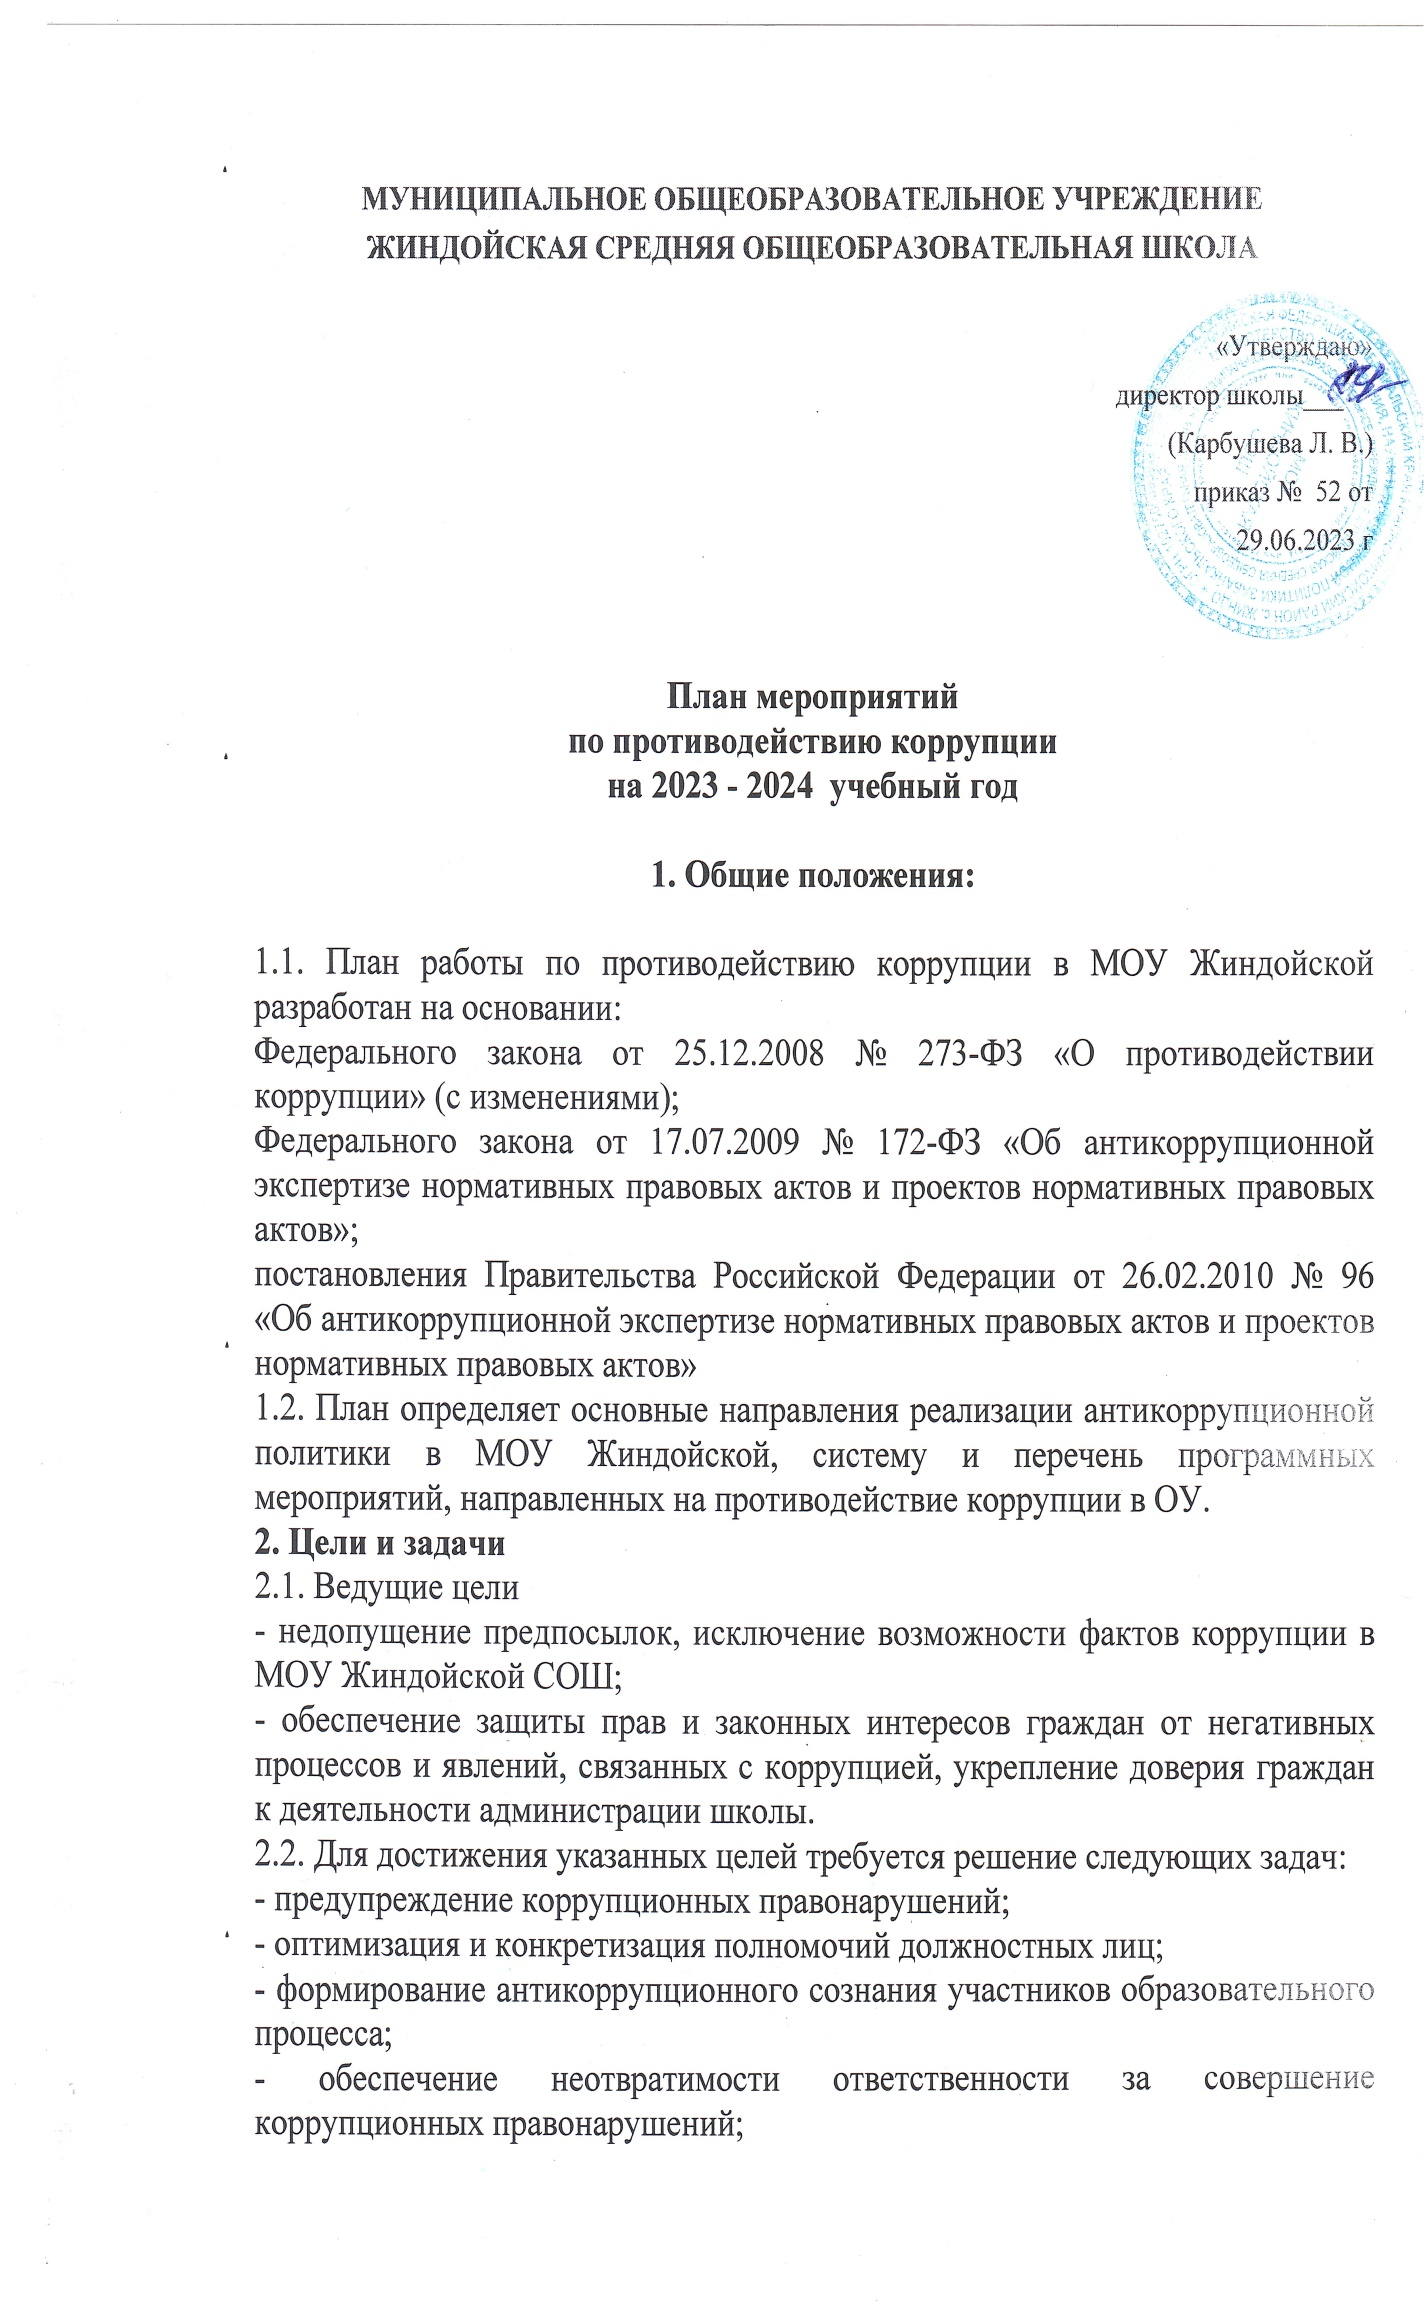 МУНИЦИПАЛЬНОЕ ОБЩЕОБРАЗОВАТЕЛЬНОЕ УЧРЕЖДЕНИЕ
ЖИНДОЙСКАЯ СРЕДНЯЯ ОБЩЕОБРАЗОВАТЕЛЬНАЯ ШКОЛА
«Утверждаю»
директор школы___
(Карбушева Л. В.)
приказ № 52 от
29.06.2023 г
План мероприятий
по противодействию коррупции
на 2023 - 2024 учебный год
1. Общие положения:
1.1. План работы по противодействию коррупции в МОУ Жиндойской
разработан на основании:
Федерального закона от 25.12.2008 № 273-ФЗ «О противодействии
коррупции» (с изменениями);
Федерального закона от 17.07.2009 № 172-ФЗ «Об антикоррупционной
экспертизе нормативных правовых актов и проектов нормативных правовых
актов»;
постановления Правительства Российской Федерации от 26.02.2010 № 96
«Об антикоррупционной экспертизе нормативных правовых актов и проектов
нормативных правовых актов»
1.2. План определяет основные направления реализации антикоррупционной
политики в МОУ Жиндойской, систему и перечень программных
мероприятий, направленных на противодействие коррупции в ОУ.
2. Цели и задачи
2.1. Ведущие цели
- недопущение предпосылок, исключение возможности фактов коррупции в
МОУ Жиндойской СОШ;
- обеспечение защиты прав и законных интересов граждан от негативных
процессов и явлений, связанных с коррупцией, укрепление доверия граждан
к деятельности администрации школы.
2.2. Для достижения указанных целей требуется решение следующих задач:
- предупреждение коррупционных правонарушений;
- оптимизация и конкретизация полномочий должностных лиц;
- формирование антикоррупционного сознания участников образовательного
процесса;
- обеспечение неотвратимости ответственности за совершение
коррупционных правонарушений;